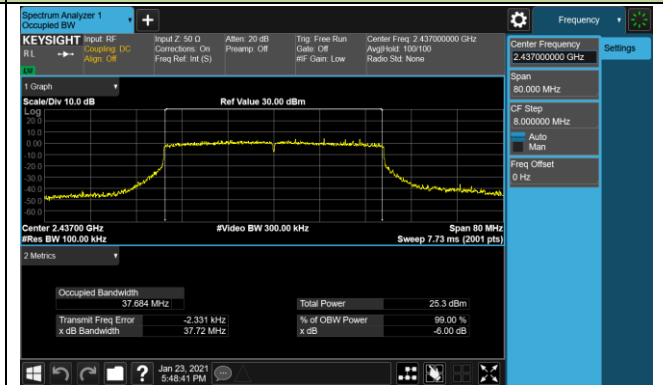 Spectrum Analyzer 1
Occupied BW
Frequency
KEYSIGHT Input: RF Input Z: 50 Ω Atten: 20 dB Trig: Free Run Center Freq: 2.437000000 GHz
RL Coupling: DC Corrections: On Preamp: Off Gate: Off Avg|Hold: 100/100
Align: Off Freq Ref: Int (S) #IF Gain: Low Radio Std: None
Center Frequency
2.437000000 GHz
Settings
Span
80.000 MHz
CF Step
8.000000 MHz
Auto
Man
Freq Offset
0 Hz
1 Graph
Scale/Div 10.0 dB Ref Value 30.00 dBm
Log
20.0
10.0
0.00
-10.0
-20.0
-30.0
-40.0
-50.0
-60.0
Center 2.43700 GHz #Video BW 300.00 kHz Span 80 MHz
#Res BW 100.00 kHz Sweep 7.73 ms (2001 pts)
2 Metrics
Occupied Bandwidth
37.684 MHz Total Power 25.3 dBm
Transmit Freq Error -2.331 kHz % of OBW Power 99.00 %
x dB Bandwidth 37.72 MHz x dB -6.00 dB
? Jan 23, 2021
5:48:41 PM